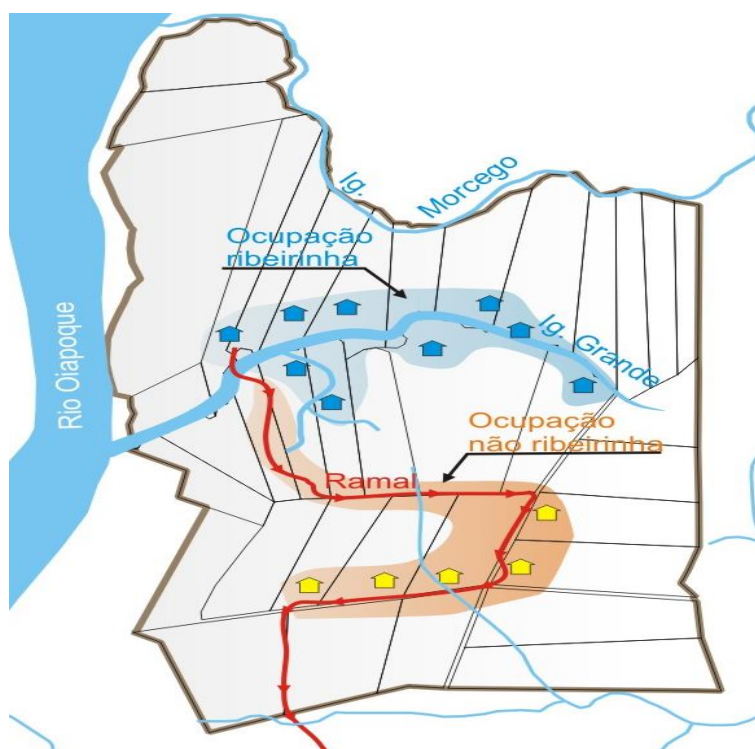 Ig.
Morcego
Ocupação
ribeirinha
Ig. Grande
Rio Oiapoque
Ocupação
não ribeirinha
Ramal